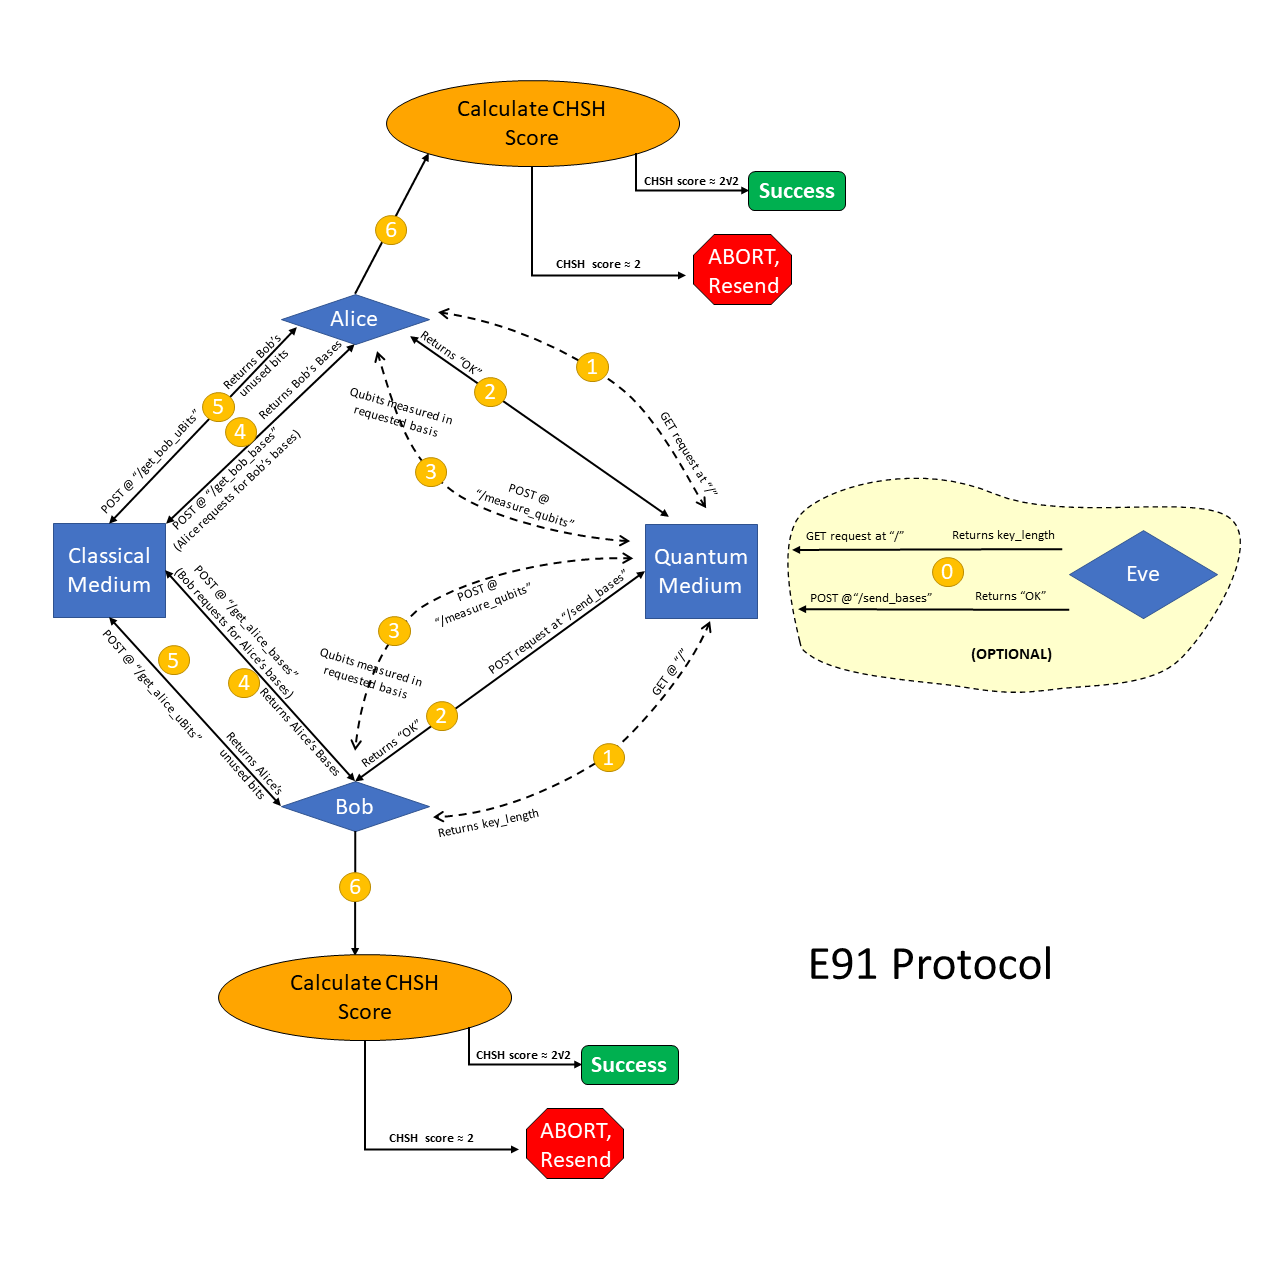 Calculate CHSH
Score
CHSH score ≈ 2√2
Success
CHSH score ≈ 2
ABORT,
Resend
6
Alice
Returns Bob’s
unused bits
5
POST @ “/get_bob_uBits”
Returns Bob’s Bases
4
POST @ “/get_bob_bases”
(Alice requests for Bob’s bases)
Qubits measured in
requested basis
3
POST @
“/measure_qubits”
Returns “OK”
2
1
GET request at “/”
Classical
Medium
Quantum
Medium
GET request at “/”
Returns key_length
0
POST @“/send_bases”
Returns “OK”
Eve
(OPTIONAL)
POST @ “/get_alice_uBits”
5
Returns Alice’s
unused bits
POST @ “/get_alice_bases”
(Bob requests for Alice’s bases)
4
Returns Alice’s Bases
POST @
“/measure_qubits”
3
Qubits measured in
requested basis
POST request at “/send_bases”
2
Returns “OK”
GET @ “/”
1
Returns key_length
Bob
6
E91 Protocol
Calculate CHSH
Score
CHSH score ≈ 2√2
Success
CHSH score ≈ 2
ABORT,
Resend